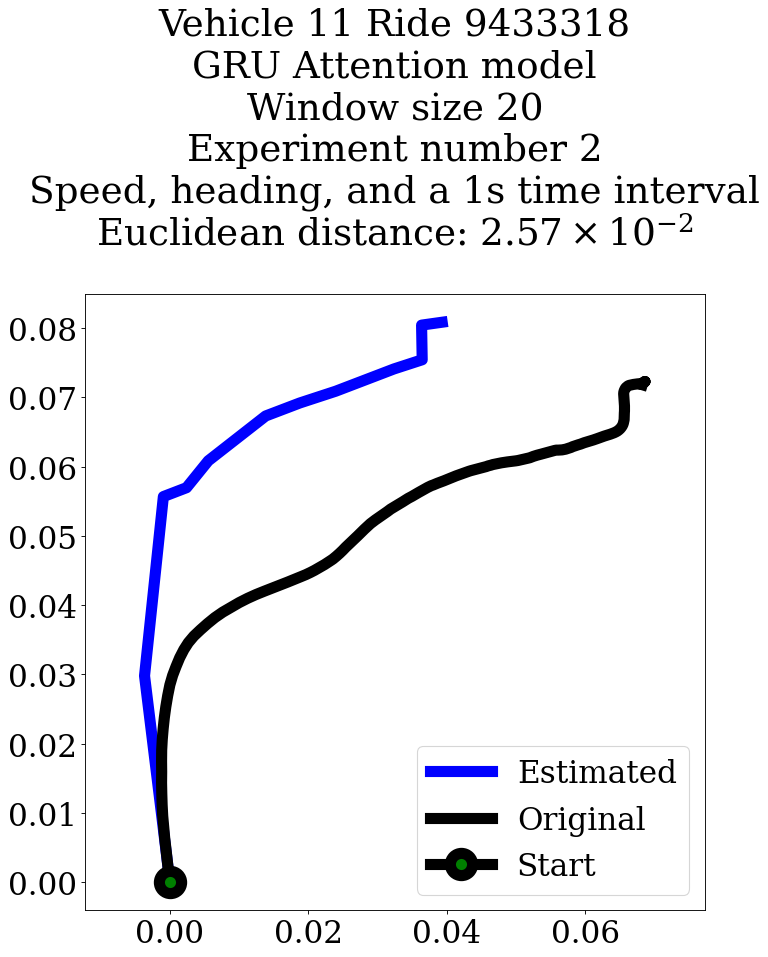 Vehicle 11 Ride 9433318
GRU Attention model
Window size 20
Experiment number 2
Speed, heading, and a 1s time interval
Euclidean distance: 2.57 × 10⁻²
0.08
0.07
0.06
0.05
0.04
0.03
0.02
0.01
0.00
Estimated
Original
Start
0.00 0.02 0.04 0.06